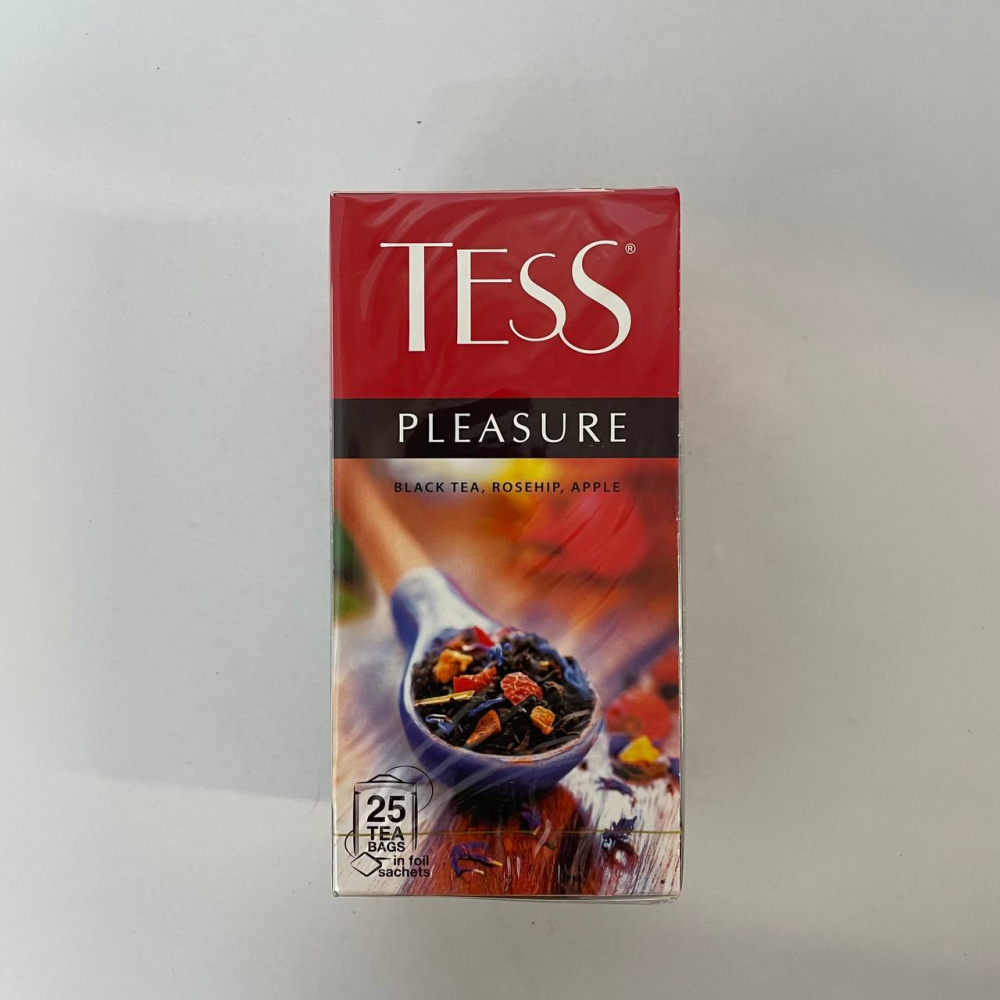 TESS®
PLEASURE
BLACK TEA, ROSEHIP, APPLE
25
TEA
BAGS
in foil
sachets